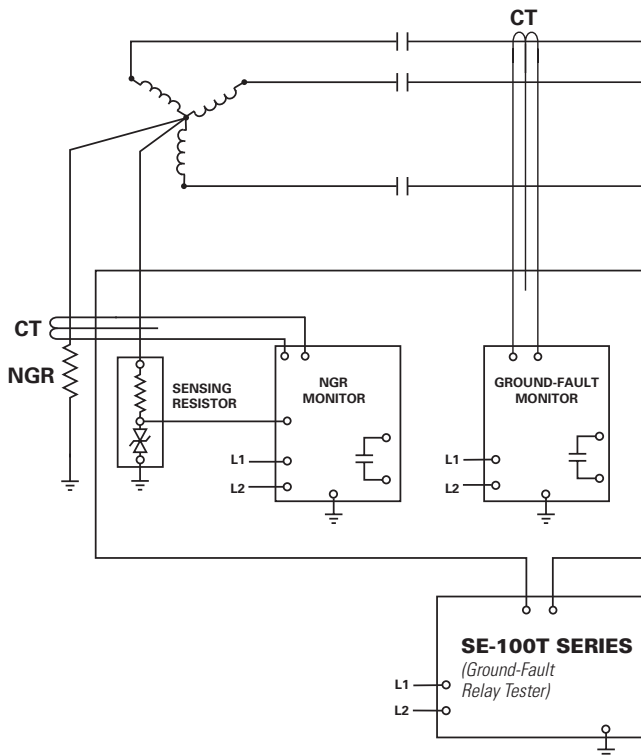 CT
CT
NGR
SENSING
RESISTOR
NGR
MONITOR
L1
L2
GROUND-FAULT
MONITOR
L1
L2
SE-100T SERIES
(Ground-Fault
Relay Tester)
L1
L2